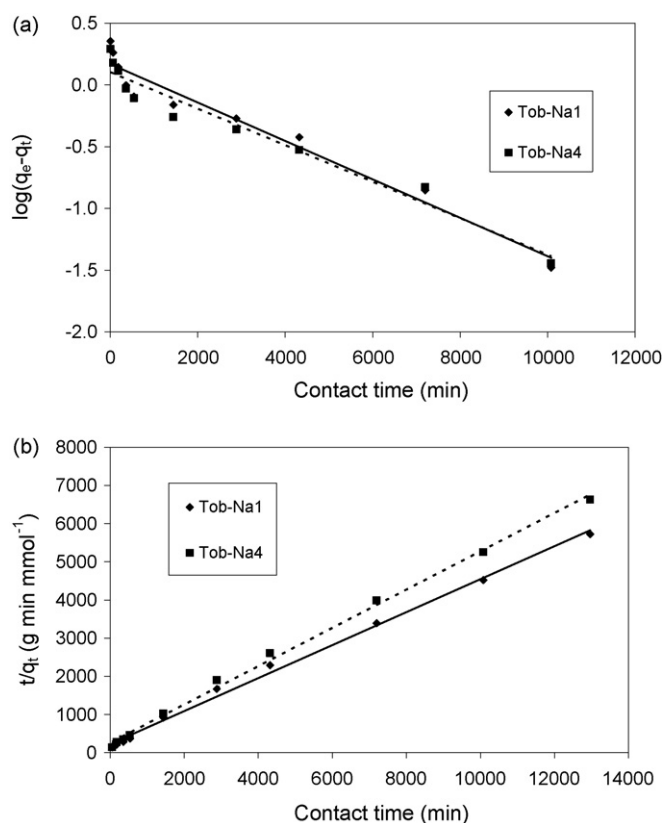 (a)
0.5
0.0
-0.5
-1.0
-1.5
-2.0
log(qe-qt)
Tob-Na1
Tob-Na4
0 2000 4000 6000 8000 10000 12000
Contact time (min)
(b)
8000
7000
6000
5000
4000
3000
2000
1000
0
t/qt (g min mmol-1)
Tob-Na1
Tob-Na4
0 2000 4000 6000 8000 10000 12000 14000
Contact time (min)